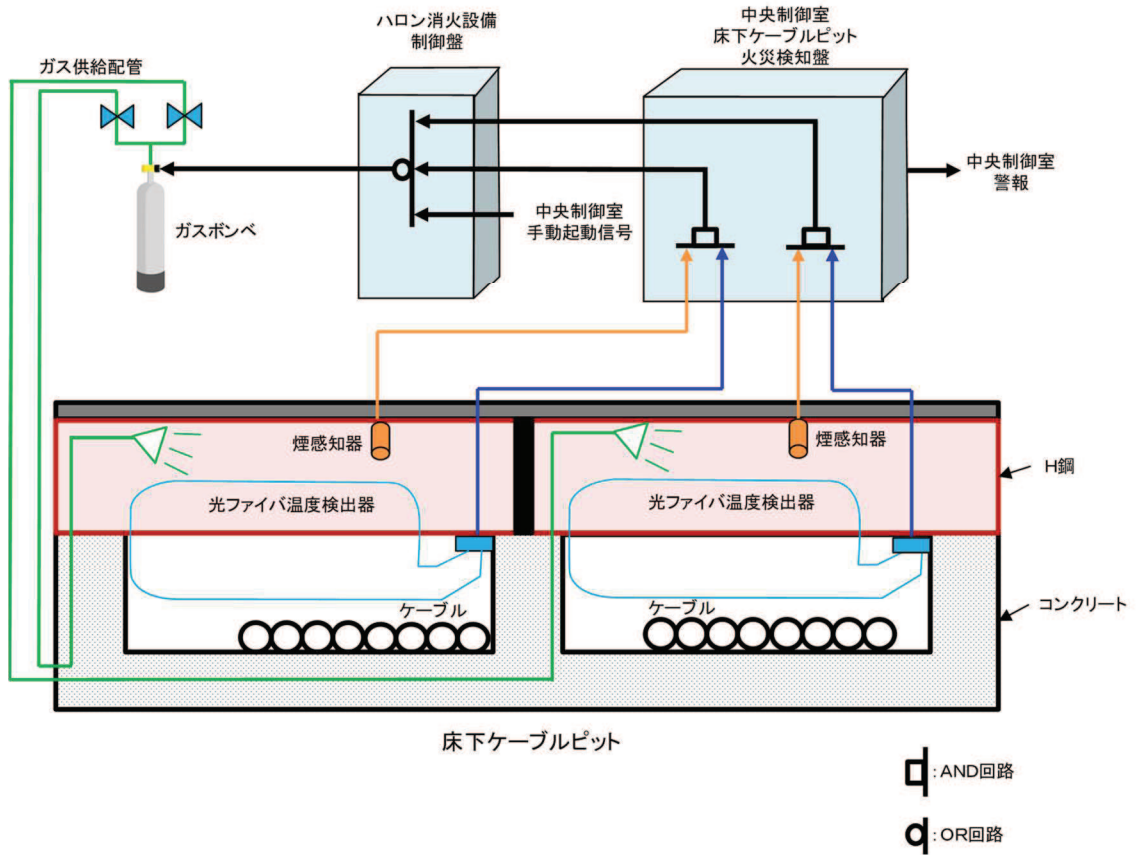 ハロン消火設備
制御盤
中央制御室
床下ケーブルピット
火災検知盤
ガス供給配管
中央制御室
警報
ガスボンベ
中央制御室
手動起動信号
煙感知器
煙感知器
H鋼
光ファイバ温度検出器
光ファイバ温度検出器
ケーブル
ケーブル
コンクリート
床下ケーブルピット
:AND回路
:OR回路